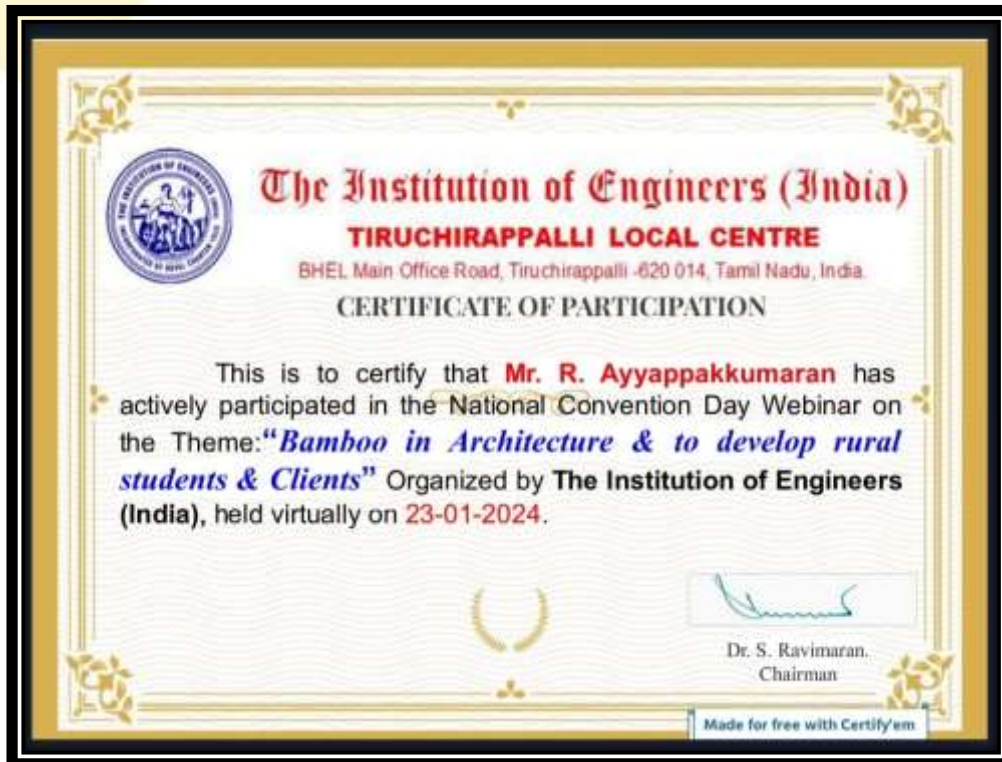 The Institution of Engineers (India)
TIRUCHIRAPPALLI LOCAL CENTRE
BHEL Main Office Road, Tiruchirappalli -620 014, Tamil Nadu, India.
CERTIFICATE OF PARTICIPATION
This is to certify that Mr. R. Ayyappakkumaran has
actively participated in the National Convention Day Webinar on
the Theme:“Bamboo in Architecture & to develop rural
students & Clients” Organized by The Institution of Engineers
(India), held virtually on 23-01-2024.
Dr. S. Ravimaran.
Chairman
Made for free with Certify'em